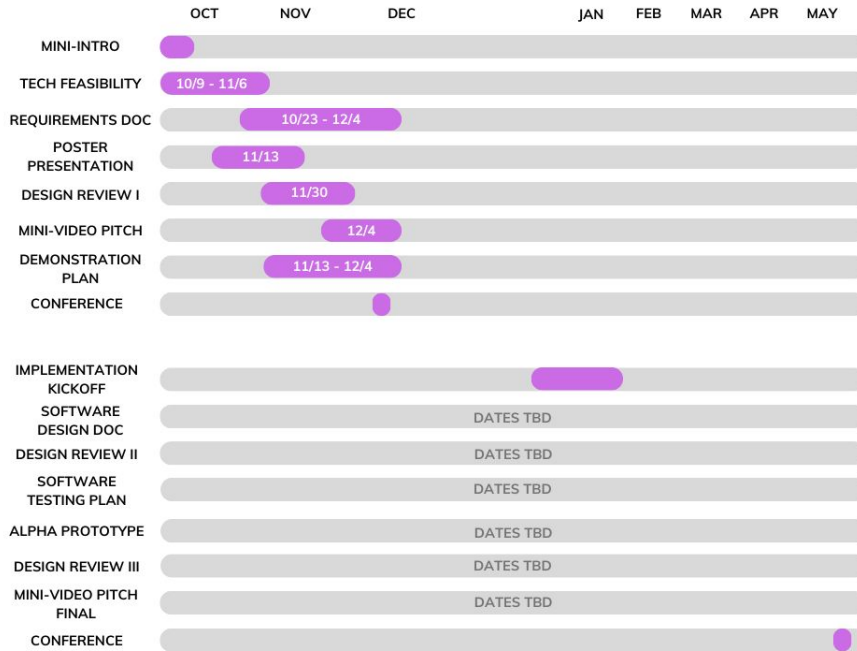 OCT NOV DEC JAN FEB MAR APR MAY
MINI-INTRO
TECH FEASIBILITY 10/9 - 11/6
REQUIREMENTS DOC 10/23 - 12/4
POSTER
PRESENTATION 11/13
DESIGN REVIEW I 11/30
MINI-VIDEO PITCH 12/4
DEMONSTRATION
PLAN 11/13 - 12/4
CONFERENCE
IMPLEMENTATION
KICKOFF
SOFTWARE
DESIGN DOC DATES TBD
DESIGN REVIEW II DATES TBD
SOFTWARE
TESTING PLAN DATES TBD
ALPHA PROTOTYPE DATES TBD
DESIGN REVIEW III DATES TBD
MINI-VIDEO PITCH
FINAL DATES TBD
CONFERENCE